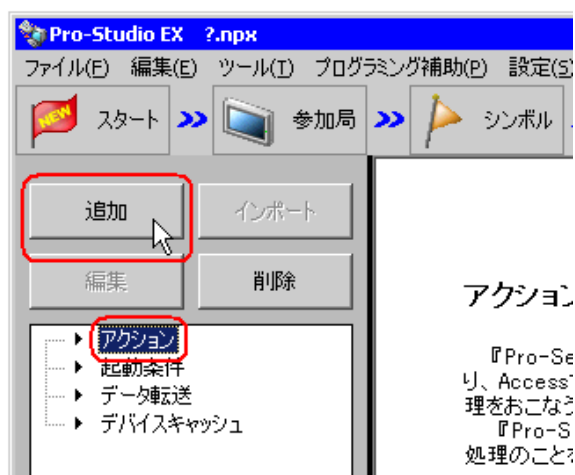 Pro-Studio EX ?.npx
ファイル(F) 編集(E) ツール(T) プログラミング補助(P) 設定(S)
NEW スタート 参加局 シンボル
追加 インポート
編集 削除
アクション
起動条件
データ転送
デバイスキャッシュ
アクション
『Pro-Se
り、Access
理をおこなう
『Pro-S
処理のことを